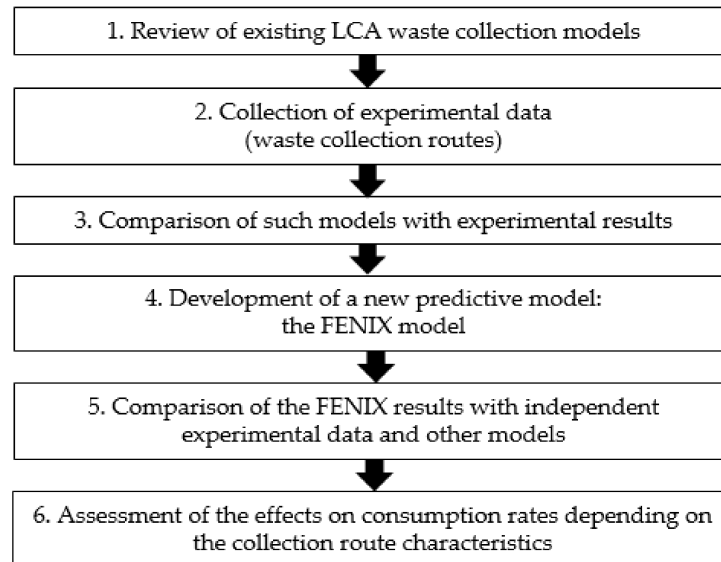 1. Review of existing LCA waste collection models
2. Collection of experimental data
(waste collection routes)
3. Comparison of such models with experimental results
4. Development of a new predictive model:
the FENIX model
5. Comparison of the FENIX results with independent
experimental data and other models
6. Assessment of the effects on consumption rates depending on
the collection route characteristics